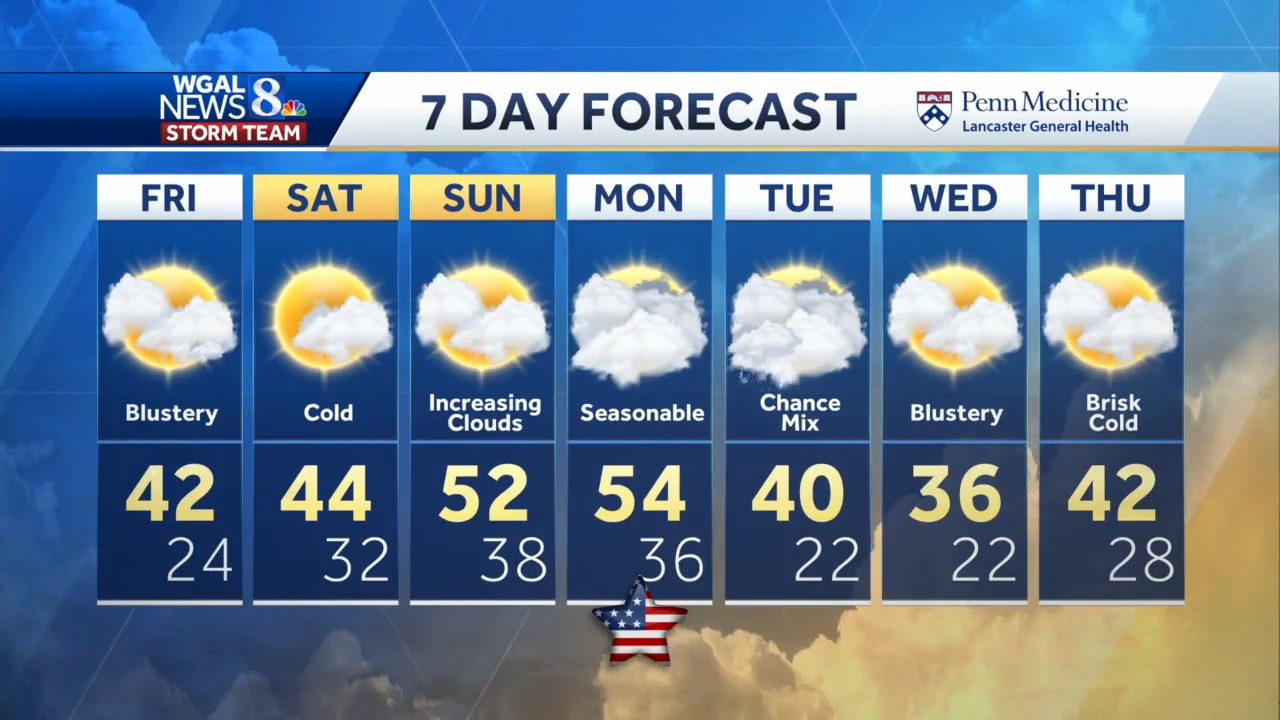 WGAL
NEWS 8
STORM TEAM
7 DAY FORECAST
Penn Medicine
Lancaster General Health
FRI SAT SUN MON TUE WED THU
Blustery
Cold
Increasing
Clouds
Seasonable
Chance
Mix
Blustery
Brisk
Cold
42 44 52 54 40 36 42
24 32 38 36 22 22 28